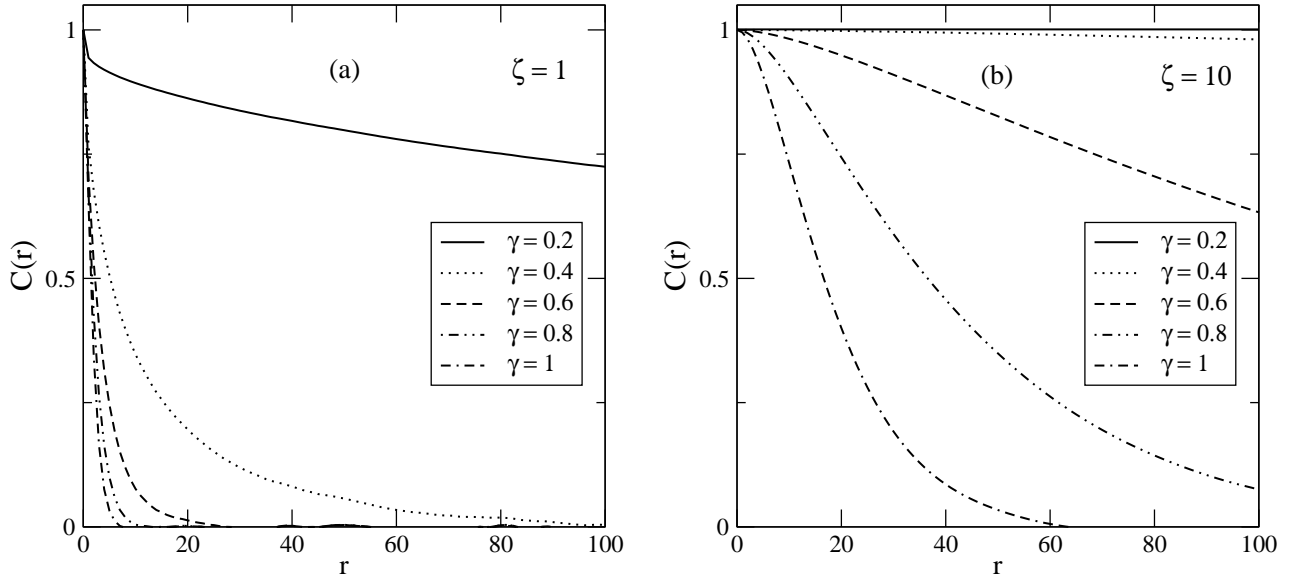 1
0.5
0
C(r)
(a)
ζ = 1
γ = 0.2
γ = 0.4
γ = 0.6
γ = 0.8
γ = 1
0 20 40 60 80 100
r
1
0.5
0
C(r)
(b)
ζ = 10
γ = 0.2
γ = 0.4
γ = 0.6
γ = 0.8
γ = 1
0 20 40 60 80 100
r